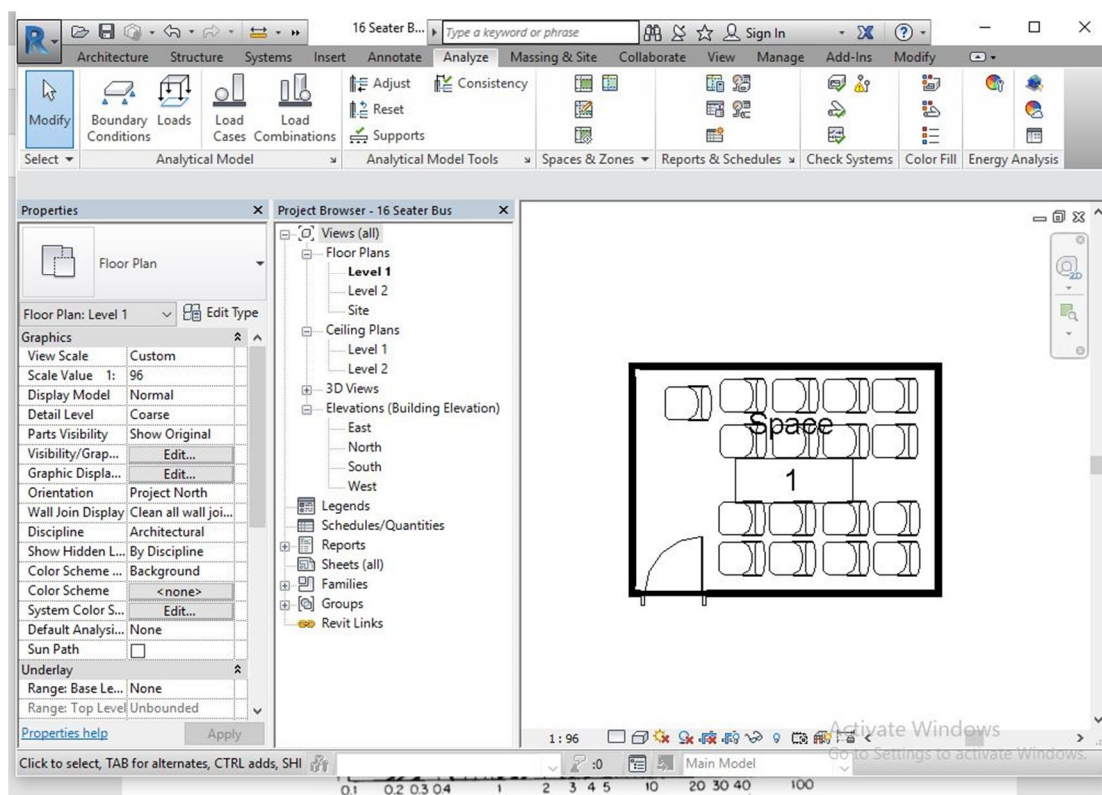 16 Seater B... Type a keyword or phrase Sign In
Architecture Structure Systems Insert Annotate Analyze Massing & Site Collaborate View Manage Add-Ins Modify
Modify
Boundary Conditions
Loads
Load Cases
Load Combinations
Adjust
Reset
Supports
Consistency
Select Analytical Model Analytical Model Tools Spaces & Zones Reports & Schedules Check Systems Color Fill Energy Analysis
Properties
Floor Plan
Floor Plan: Level 1 Edit Type
Graphics
View Scale Custom
Scale Value 1: 96
Display Model Normal
Detail Level Coarse
Parts Visibility Show Original
Visibility/Grap... Edit...
Graphic Displa... Edit...
Orientation Project North
Wall Join Display Clean all wall joi...
Discipline Architectural
Show Hidden L... By Discipline
Color Scheme ... Background
Color Scheme <none>
System Color S... Edit...
Default Analysi... None
Sun Path
Underlay
Range: Base Le... None
Range: Top Level Unbounded
Properties help Apply
Project Browser - 16 Seater Bus
Views (all)
Floor Plans
Level 1
Level 2
Site
Ceiling Plans
Level 1
Level 2
3D Views
Elevations (Building Elevation)
East
North
South
West
Legends
Schedules/Quantities
Reports
Sheets (all)
Families
Groups
Revit Links
2D
Space
1
1 : 96
Activate Windows
Go to Settings to activate Windows.
Click to select, TAB for alternates, CTRL adds, SHI :0 Main Model
0.1 0.2 0.3 0.4 1 2 3 4 5 10 20 30 40 100